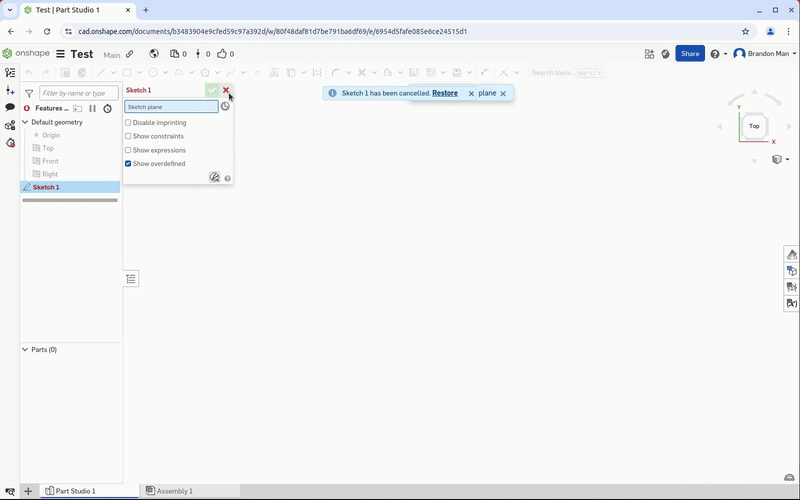 Test | Part Studio 1
cad.onshape.com/documents/b3483904e9cfed59c97a392d/w/80f48daf81d7be791ba6df69/e/6954d5fafe085e6ce24515d1
onshape Test Main 0 0 0 Share Brandon Man
Search tools... alt/⌥ c
Filter by name or type
Features ...
Default geometry
Origin
Top
Front
Right
Sketch 1
Parts (0)
Sketch 1
Sketch plane
Disable imprinting
Show constraints
Show expressions
Show overdefined
Sketch 1 has been cancelled. Restore
plane
Y
Top
X
Part Studio 1
Assembly 1